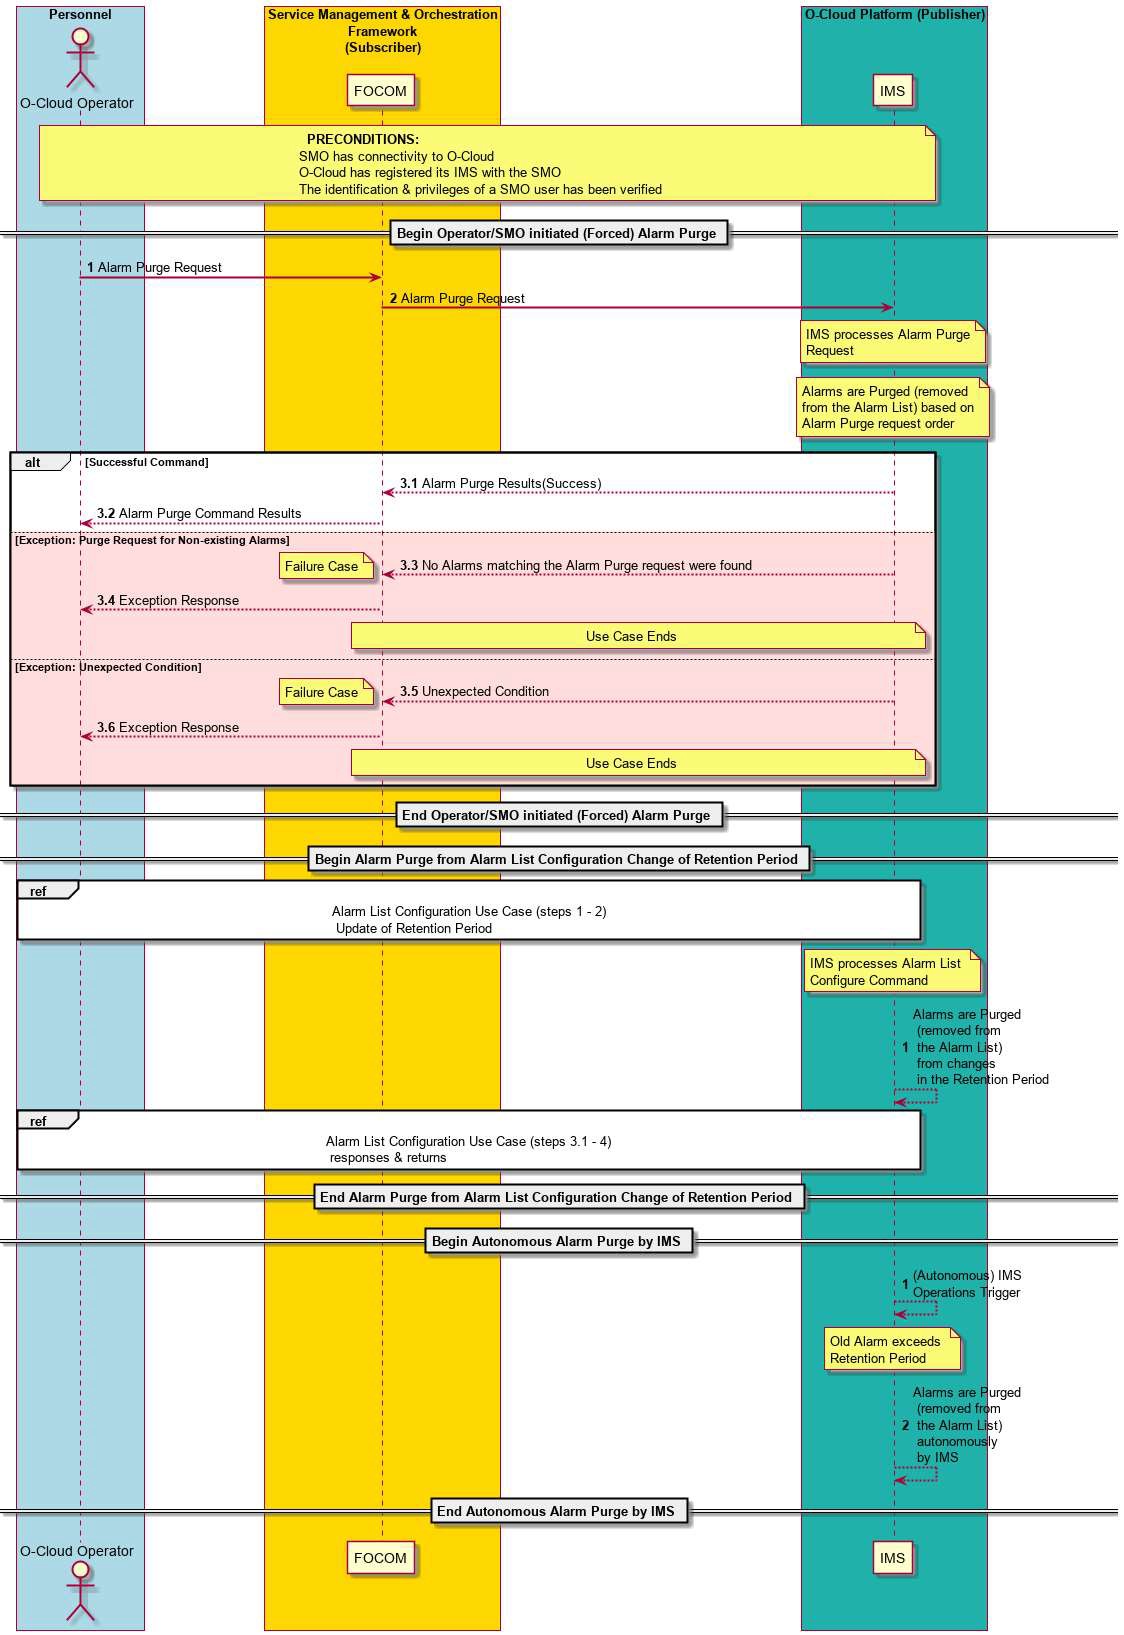 Personnel
Service Management & Orchestration
Framework
(Subscriber)
O-Cloud Platform (Publisher)
O-Cloud Operator
FOCOM
IMS
PRECONDITIONS:
SMO has connectivity to O-Cloud
O-Cloud has registered its IMS with the SMO
The identification & privileges of a SMO user has been verified
Begin Operator/SMO initiated (Forced) Alarm Purge
1 Alarm Purge Request
2 Alarm Purge Request
IMS processes Alarm Purge
Request
Alarms are Purged (removed
from the Alarm List) based on
Alarm Purge request order
alt [Successful Command]
3.1 Alarm Purge Results(Success)
3.2 Alarm Purge Command Results
[Exception: Purge Request for Non-existing Alarms]
Failure Case
3.3 No Alarms matching the Alarm Purge request were found
3.4 Exception Response
Use Case Ends
[Exception: Unexpected Condition]
Failure Case
3.5 Unexpected Condition
3.6 Exception Response
Use Case Ends
End Operator/SMO initiated (Forced) Alarm Purge
Begin Alarm Purge from Alarm List Configuration Change of Retention Period
ref
Alarm List Configuration Use Case (steps 1 - 2)
Update of Retention Period
IMS processes Alarm List
Configure Command
Alarms are Purged
(removed from
1 the Alarm List)
from changes
in the Retention Period
ref
Alarm List Configuration Use Case (steps 3.1 - 4)
responses & returns
End Alarm Purge from Alarm List Configuration Change of Retention Period
Begin Autonomous Alarm Purge by IMS
1 (Autonomous) IMS
Operations Trigger
Old Alarm exceeds
Retention Period
Alarms are Purged
(removed from
2 the Alarm List)
autonomously
by IMS
End Autonomous Alarm Purge by IMS
O-Cloud Operator
FOCOM
IMS